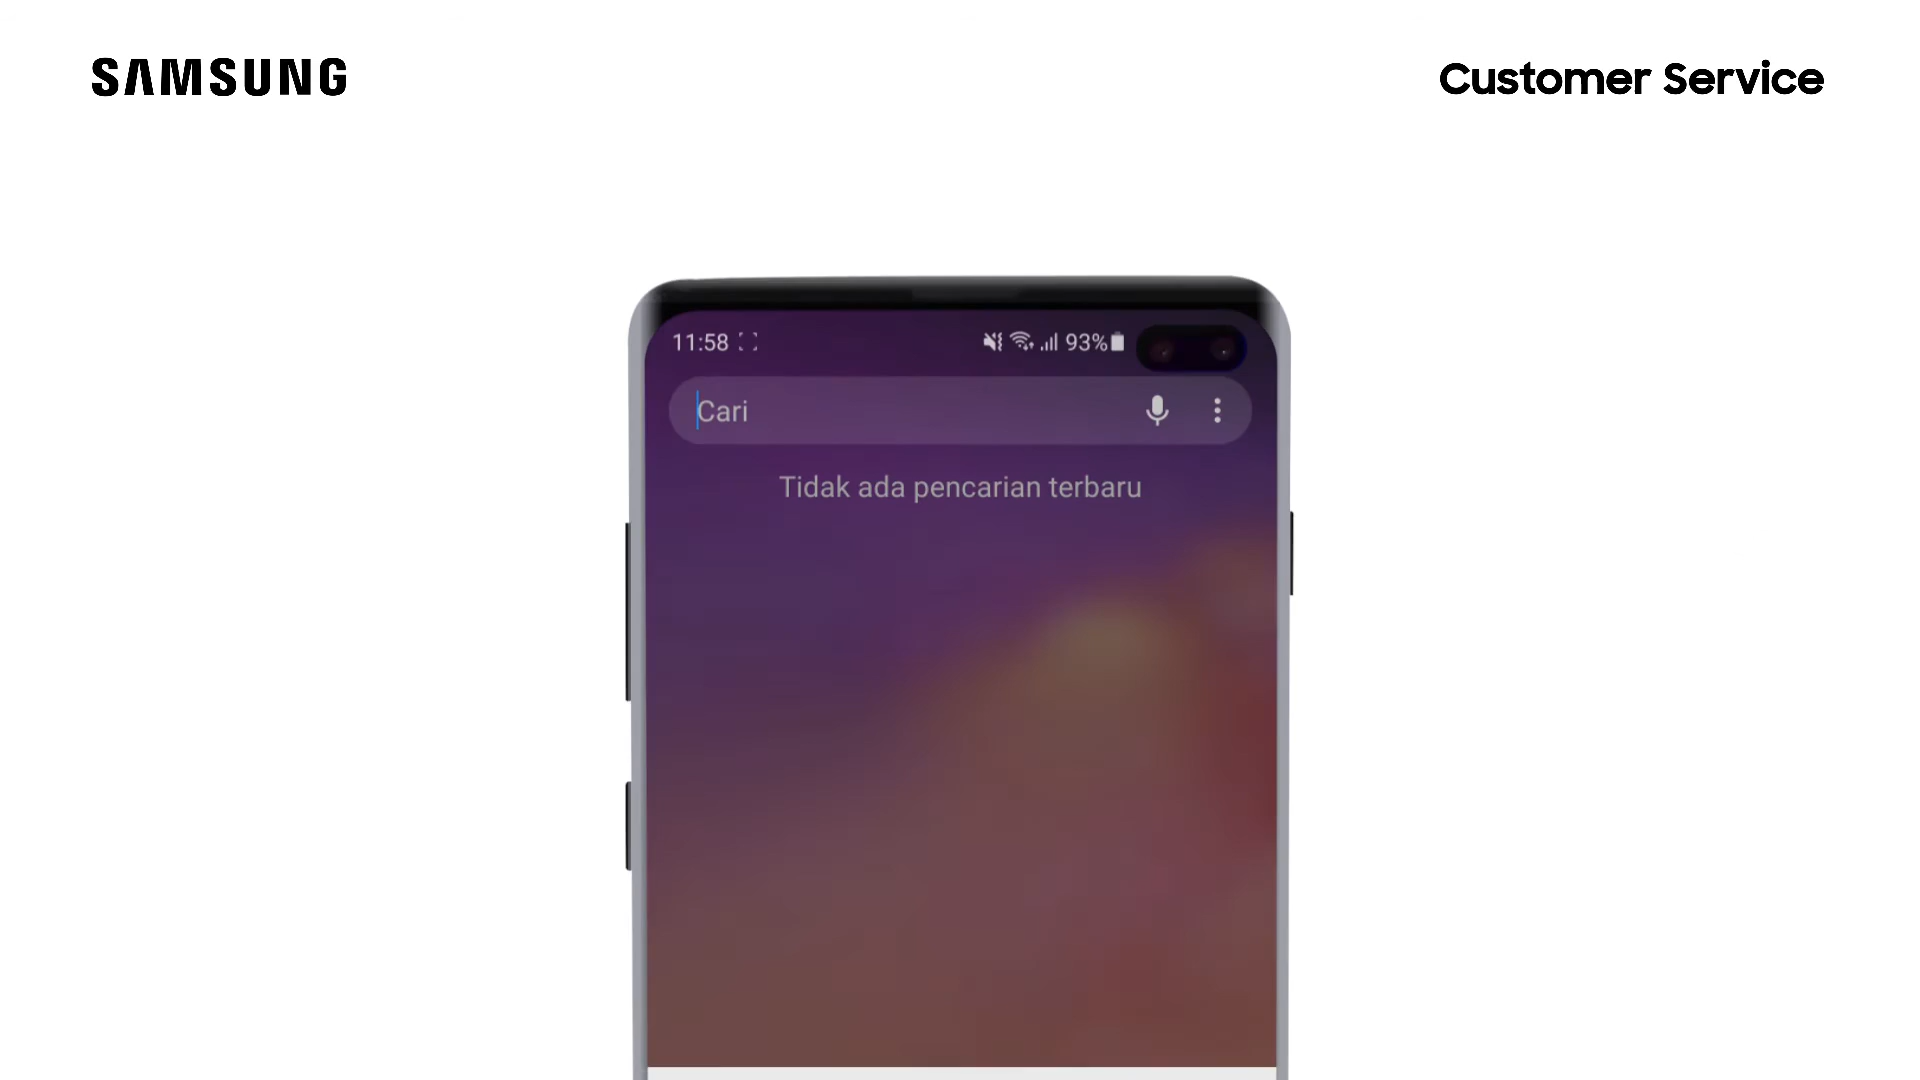 SAMSUNG
Customer Service
11:58
93%
Cari
Tidak ada pencarian terbaru